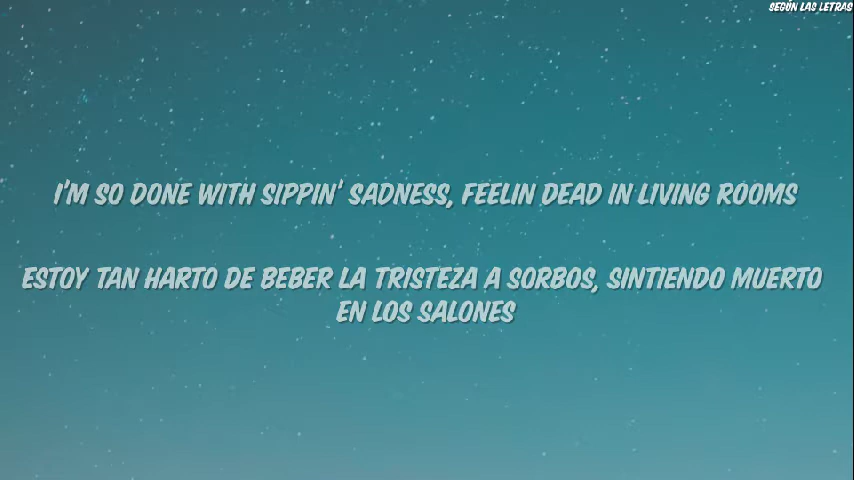 SEGÚN LAS LETRAS
I'M SO DONE WITH SIPPIN' SADNESS, FEELIN DEAD IN LIVING ROOMS
ESTOY TAN HARTO DE BEBER LA TRISTEZA A SORBOS, SINTIENDO MUERTO
EN LOS SALONES